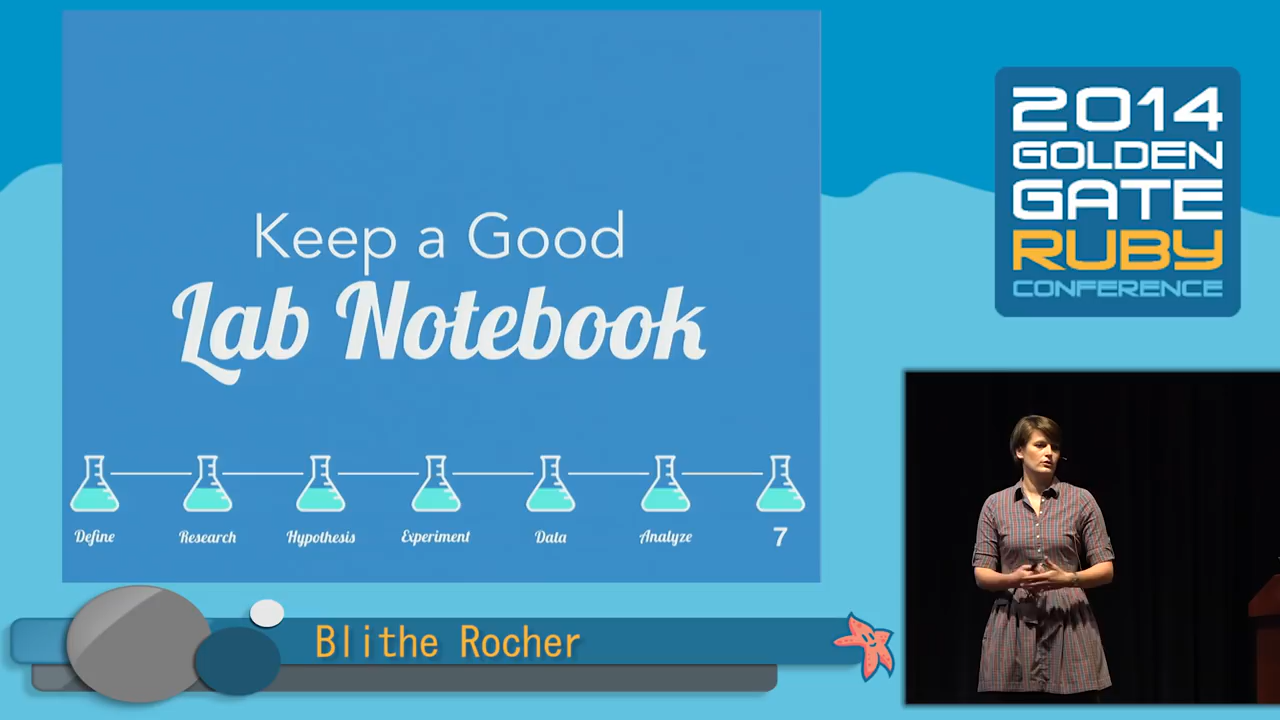 Keep a Good
Lab Notebook
Define
Research
Hypothesis
Experiment
Data
Analyze
7
Blithe Rocher
2014
GOLDEN
GATE
RUBY
CONFERENCE